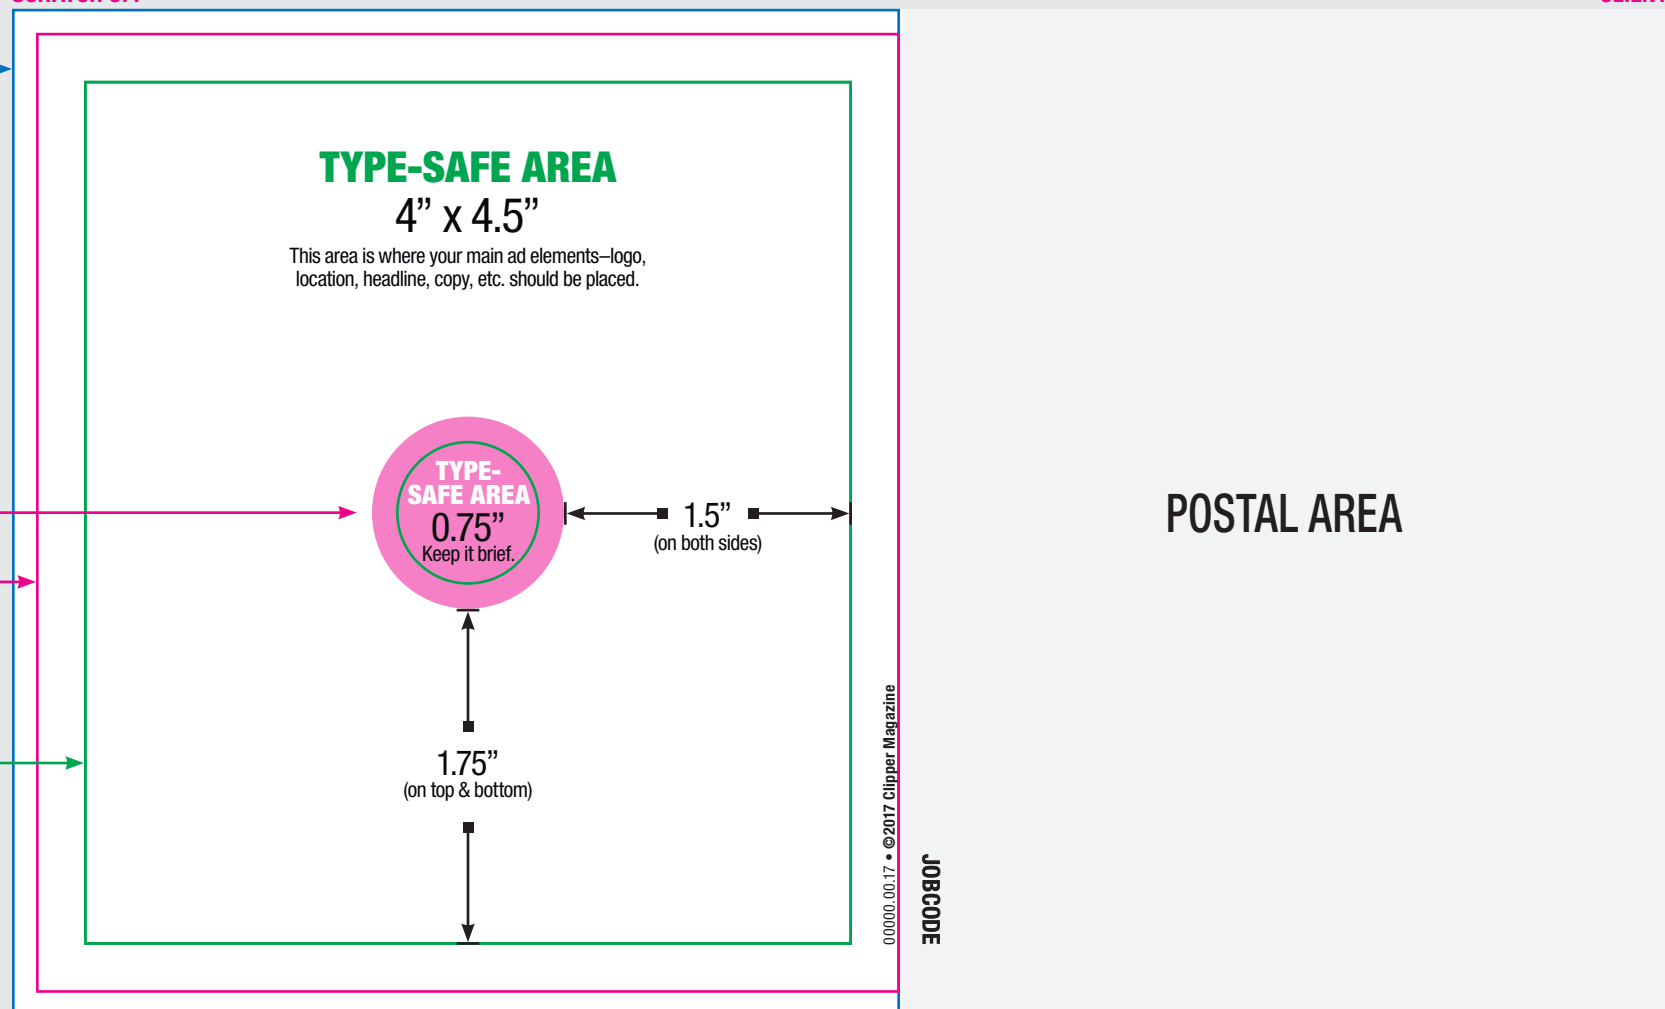 TYPE-SAFE AREA
4” x 4.5”
This area is where your main ad elements–logo,
location, headline, copy, etc. should be placed.
TYPE-
SAFE AREA
0.75”
Keep it brief.
1.5”
(on both sides)
1.75”
(on top & bottom)
00000.00.17 • ©2017 Clipper Magazine
JOBCODE
POSTAL AREA